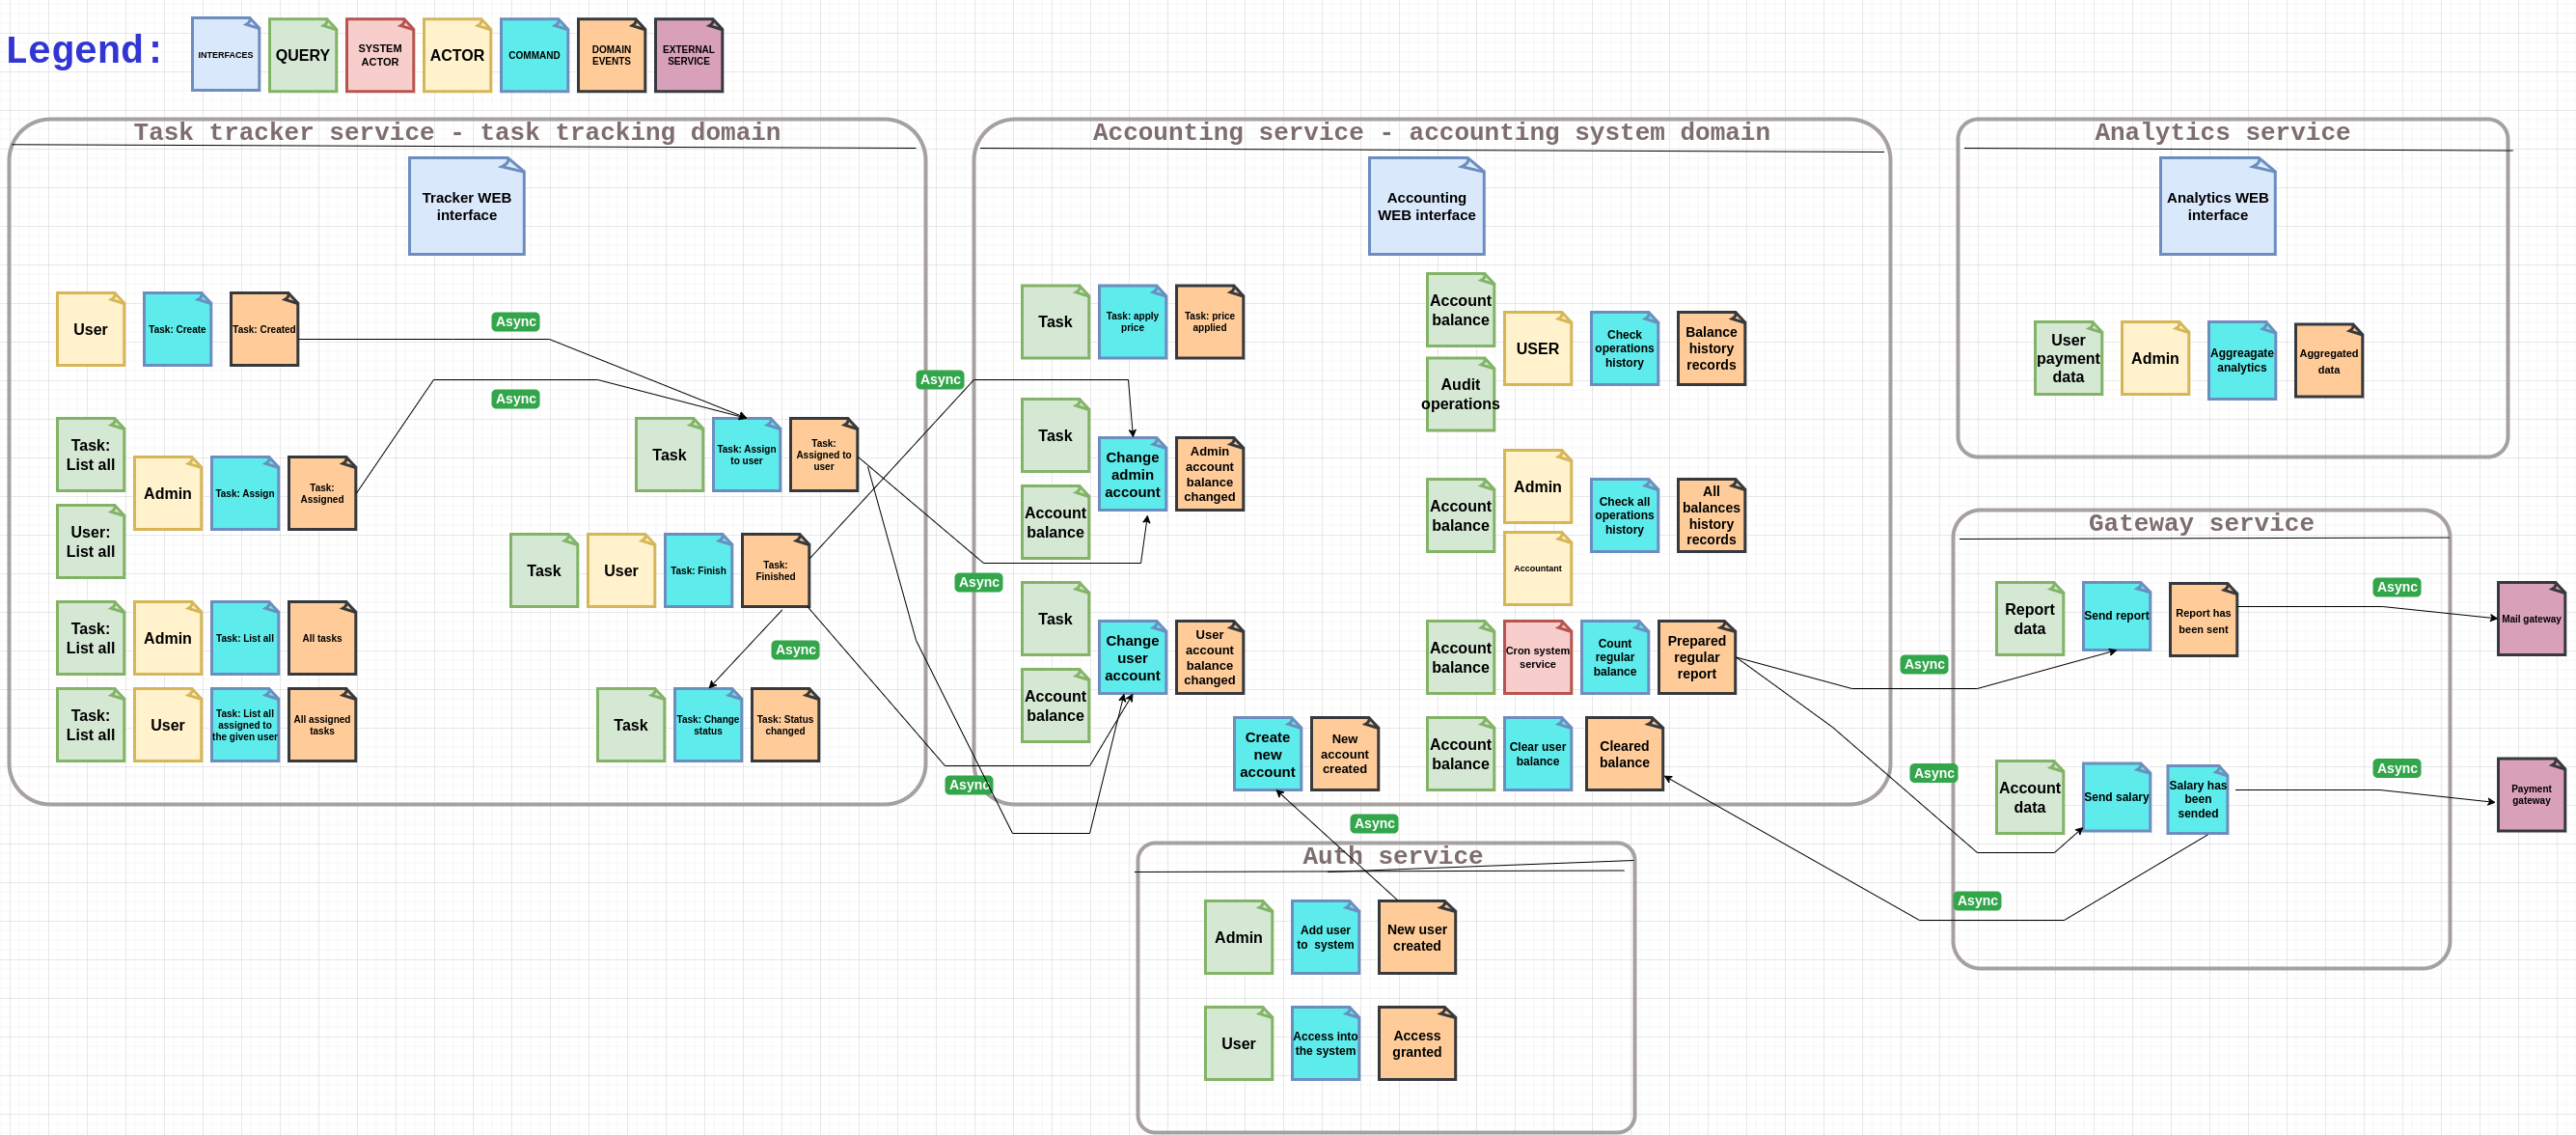 Legend:
INTERFACES
QUERY
SYSTEM
ACTOR
ACTOR
COMMAND
DOMAIN
EVENTS
EXTERNAL
SERVICE
Task tracker service - task tracking domain
Tracker WEB
interface
User
Task: Create
Task: Created
Async
Async
Task:
List all
User:
List all
Admin
Task: Assign
Task:
Assigned
Task
Task: Assign
to user
Task:
Assigned to
user
Task
User
Task: Finish
Task:
Finished
Async
Task:
List all
Admin
Task: List all
All tasks
Task:
List all
User
Task: List all
assigned to
the given user
All assigned
tasks
Task
Task: Change
status
Task: Status
changed
Async
Async
Async
Accounting service - accounting system domain
Accounting
WEB interface
Task
Task: apply
price
Task: price
applied
Task
Account
balance
Change
admin
account
Admin
account
balance
changed
Task
Account
balance
Change
user
account
User
account
balance
changed
Create
new
account
New
account
created
Account
balance
Audit
operations
USER
Check
operations
history
Balance
history
records
Account
balance
Admin
Accountant
Check all
operations
history
All
balances
history
records
Account
balance
Cron system
service
Count
regular
balance
Prepared
regular
report
Account
balance
Clear user
balance
Cleared
balance
Async
Auth service
Admin
Add user
to  system
New user
created
User
Access into
the system
Access
granted
Analytics service
Analytics WEB
interface
User
payment
data
Admin
Aggreagate
analytics
Aggregated
data
Gateway service
Async
Async
Async
Report
data
Send report
Report has
been sent
Async
Mail gateway
Account
data
Send salary
Salary has
been
sended
Async
Payment
gateway